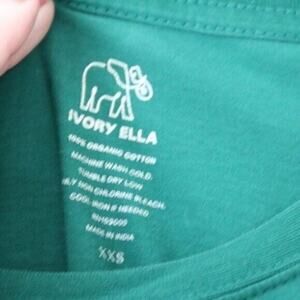 IVORY ELLA
100% ORGANIC COTTON
MACHINE WASH COLD.
TUMBLE DRY LOW
ONLY NON CHLORINE BLEACH.
COOL IRON IF NEEDED
MADE IN INDIA
XXS